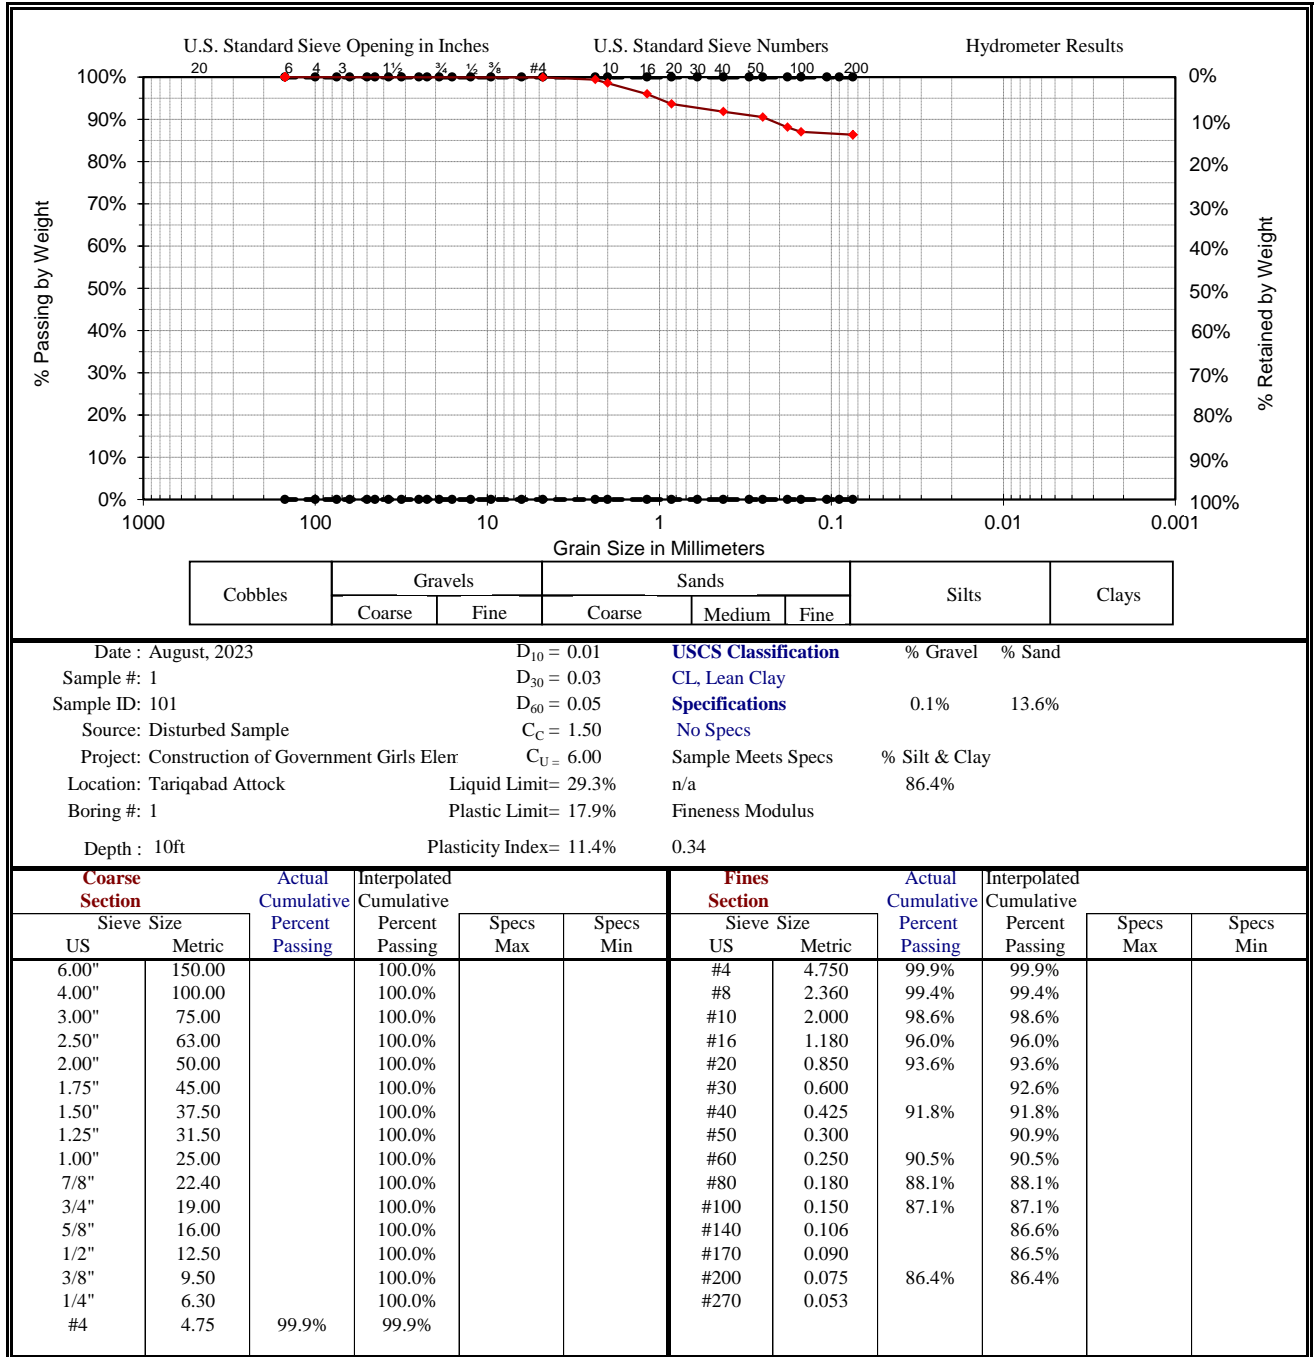 U.S. Standard Sieve Opening in Inches U.S. Standard Sieve Numbers Hydrometer Results
20 6 4 3 1½ ¾ ½ ⅜ #4 10 16 20 30 40 50 100 200
100% 0%
90% 10%
80% 20%
70% 30%
60% 40%
50% 50%
40% 60%
30% 70%
20% 80%
10% 90%
0% 100%
% Passing by Weight
% Retained by Weight
1000 100 10 1 0.1 0.01 0.001
Grain Size in Millimeters
Cobbles Gravels Sands Silts Clays
Coarse Fine Coarse Medium Fine
Date : August, 2023 D10 = 0.01 USCS Classification % Gravel % Sand
Sample #: 1 D30 = 0.03 CL, Lean Clay
Sample ID: 101 D60 = 0.05 Specifications 0.1% 13.6%
Source: Disturbed Sample CC = 1.50 No Specs
Project: Construction of Government Girls Elem CU = 6.00 Sample Meets Specs % Silt & Clay
Location: Tariqabad Attock Liquid Limit= 29.3% n/a 86.4%
Boring #: 1 Plastic Limit= 17.9% Fineness Modulus
Depth : 10ft Plasticity Index= 11.4% 0.34
Coarse Actual Interpolated Fines Actual Interpolated
Section Cumulative Cumulative Section Cumulative Cumulative
Sieve Size Percent Percent Specs Specs Sieve Size Percent Percent Specs Specs
US Metric Passing Passing Max Min US Metric Passing Passing Max Min
6.00" 150.00 100.0% #4 4.750 99.9% 99.9%
4.00" 100.00 100.0% #8 2.360 99.4% 99.4%
3.00" 75.00 100.0% #10 2.000 98.6% 98.6%
2.50" 63.00 100.0% #16 1.180 96.0% 96.0%
2.00" 50.00 100.0% #20 0.850 93.6% 93.6%
1.75" 45.00 100.0% #30 0.600 92.6%
1.50" 37.50 100.0% #40 0.425 91.8% 91.8%
1.25" 31.50 100.0% #50 0.300 90.9%
1.00" 25.00 100.0% #60 0.250 90.5% 90.5%
7/8" 22.40 100.0% #80 0.180 88.1% 88.1%
3/4" 19.00 100.0% #100 0.150 87.1% 87.1%
5/8" 16.00 100.0% #140 0.106 86.6%
1/2" 12.50 100.0% #170 0.090 86.5%
3/8" 9.50 100.0% #200 0.075 86.4% 86.4%
1/4" 6.30 100.0% #270 0.053
#4 4.75 99.9% 99.9%